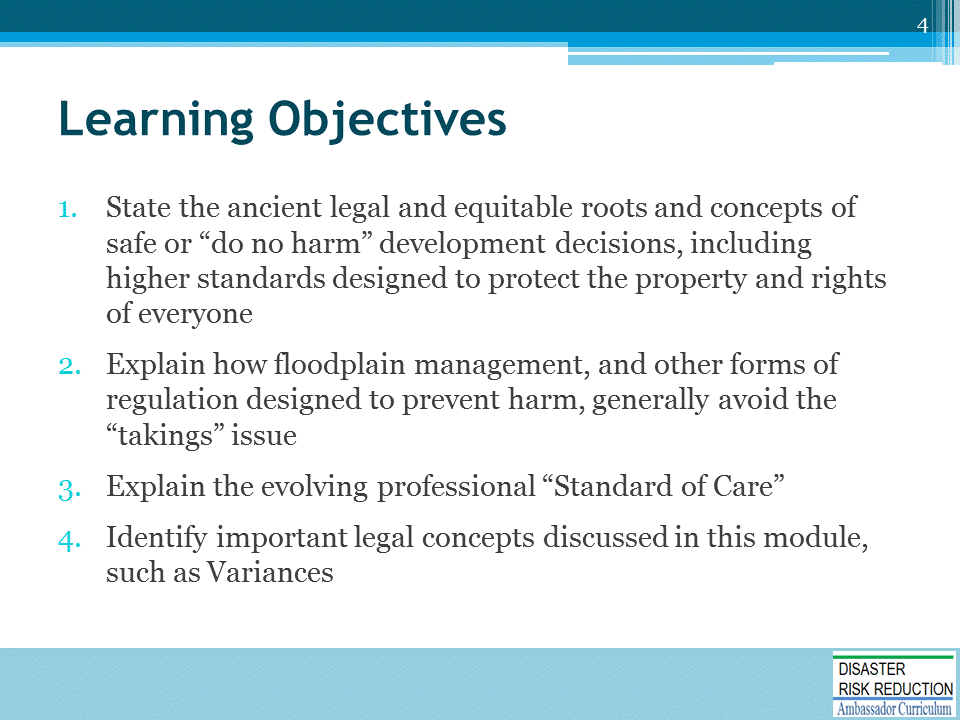 4
Learning Objectives
1. State the ancient legal and equitable roots and concepts of
safe or “do no harm” development decisions, including
higher standards designed to protect the property and rights
of everyone
2. Explain how floodplain management, and other forms of
regulation designed to prevent harm, generally avoid the
“takings” issue
3. Explain the evolving professional “Standard of Care”
4. Identify important legal concepts discussed in this module,
such as Variances
DISASTER
RISK REDUCTION
Ambassador Curriculum